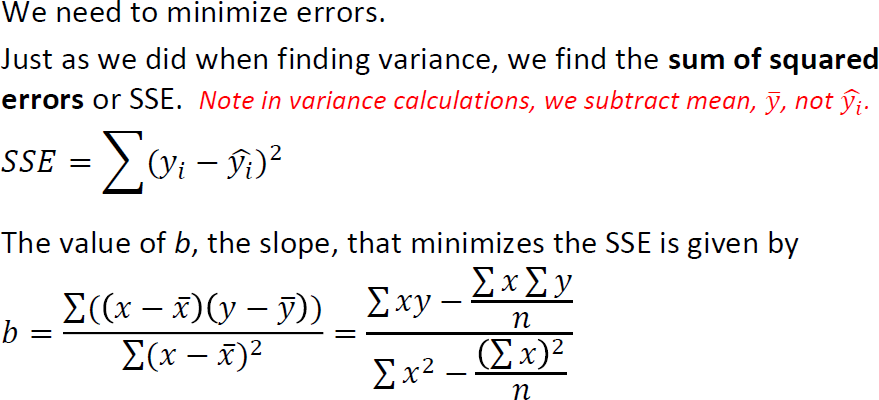 We need to minimize errors.
Just as we did when finding variance, we find the sum of squared
errors or SSE. Note in variance calculations, we subtract mean, ȳ, not ŷᵢ.
SSE = ∑(yᵢ − ŷᵢ)²
The value of b, the slope, that minimizes the SSE is given by
b = ∑((x − x̄)(y − ȳ)) / ∑(x − x̄)² = (∑xy − (∑x∑y)/n) / (∑x² − (∑x)²/n)